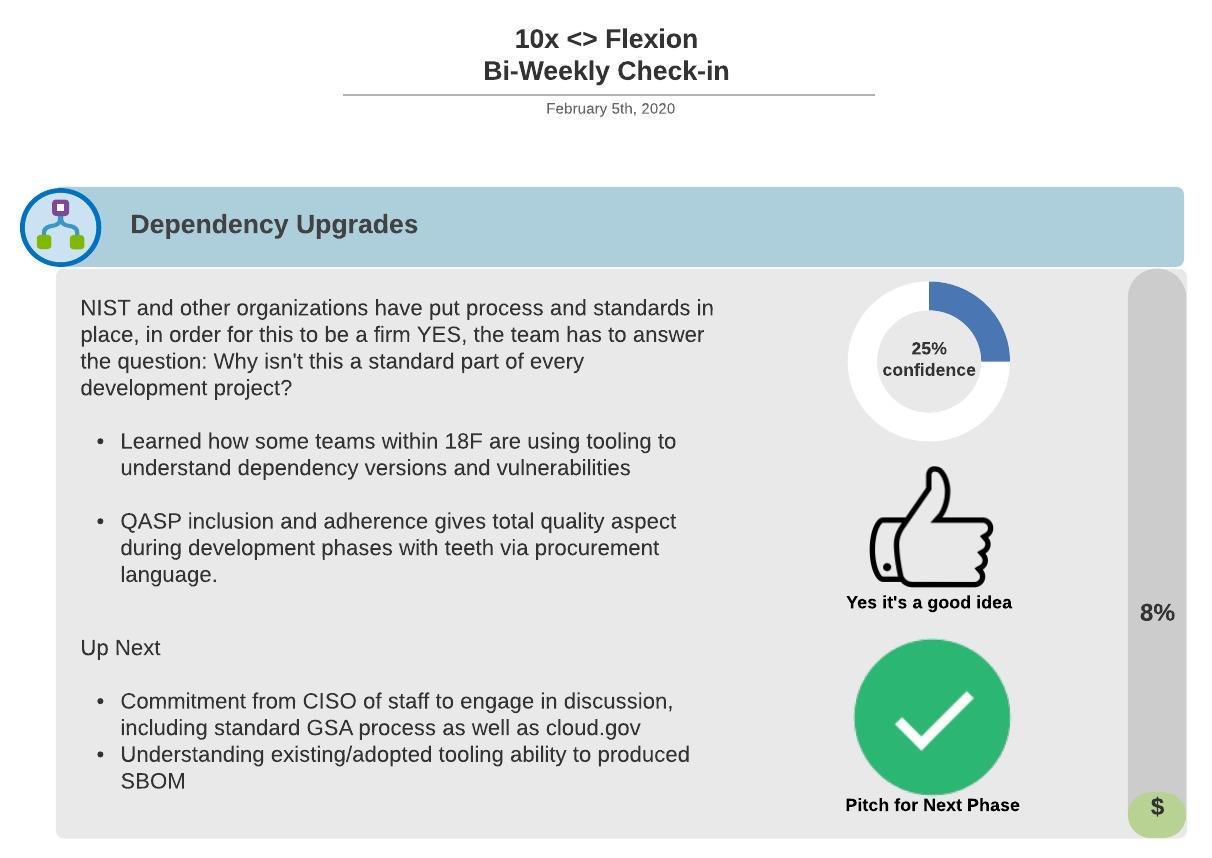 10x <> Flexion
Bi-Weekly Check-in
February 5th, 2020
Dependency Upgrades
NIST and other organizations have put process and standards in
place, in order for this to be a firm YES, the team has to answer
the question: Why isn't this a standard part of every
development project?
• Learned how some teams within 18F are using tooling to
understand dependency versions and vulnerabilities
• QASP inclusion and adherence gives total quality aspect
during development phases with teeth via procurement
language.
Up Next
• Commitment from CISO of staff to engage in discussion,
including standard GSA process as well as cloud.gov
• Understanding existing/adopted tooling ability to produced
SBOM
25%
confidence
Yes it's a good idea
Pitch for Next Phase
8%
$